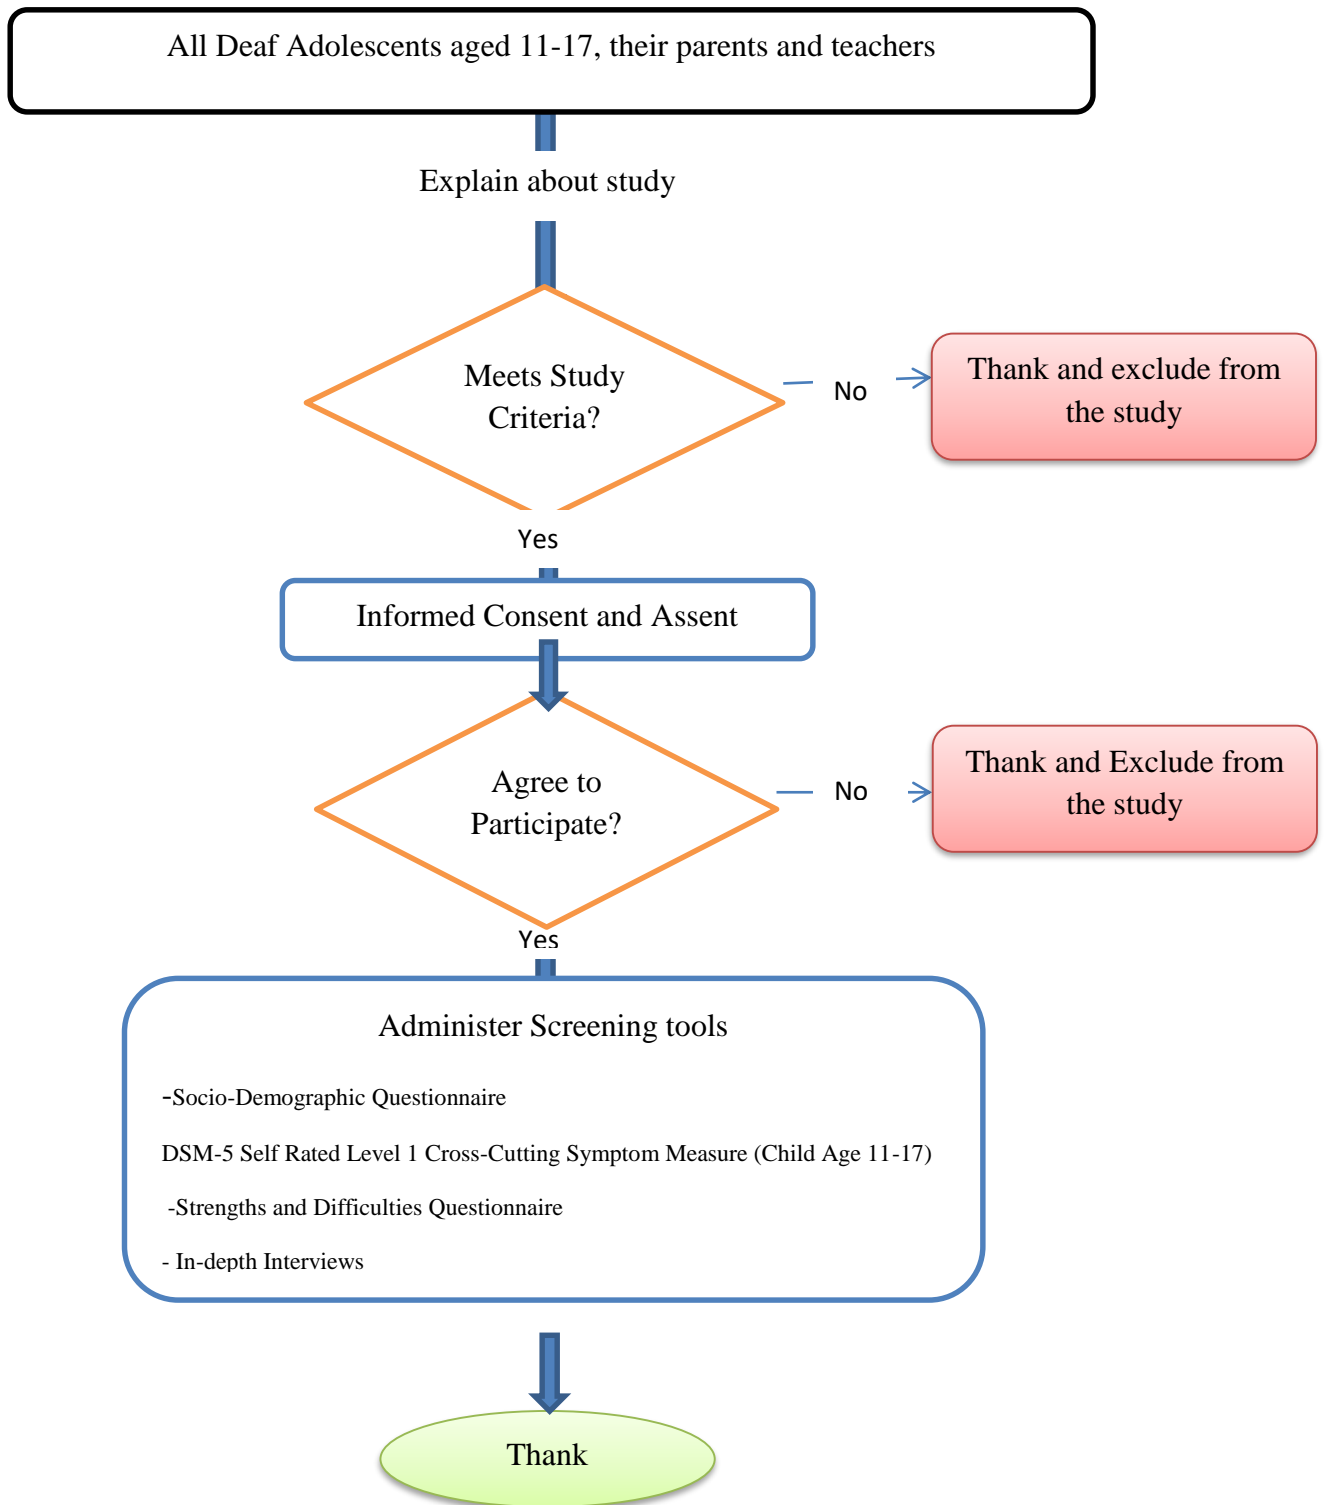 All Deaf Adolescents aged 11-17, their parents and teachers
Explain about study
Meets Study
Criteria?
No
Thank and exclude from
the study
Yes
Informed Consent and Assent
Agree to
Participate?
No
Thank and Exclude from
the study
Yes
Administer Screening tools
-Socio-Demographic Questionnaire
DSM-5 Self Rated Level 1 Cross-Cutting Symptom Measure (Child Age 11-17)
-Strengths and Difficulties Questionnaire
- In-depth Interviews
Thank